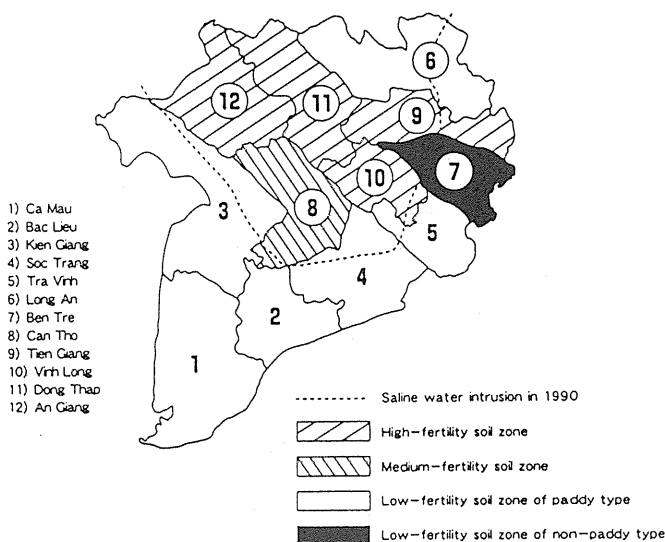 6
12
11
9
7
10
8
3
5
4
2
1
1) Ca Mau
2) Bac Lieu
3) Kien Giang
4) Soc Trang
5) Tra Vinh
6) Long An
7) Ben Tre
8) Can Tho
9) Tien Giang
10) Vinh Long
11) Dong Thap
12) An Giang
Saline water intrusion in 1990
High-fertility soil zone
Medium-fertility soil zone
Low-fertility soil zone of paddy type
Low-fertility soil zone of non-paddy type